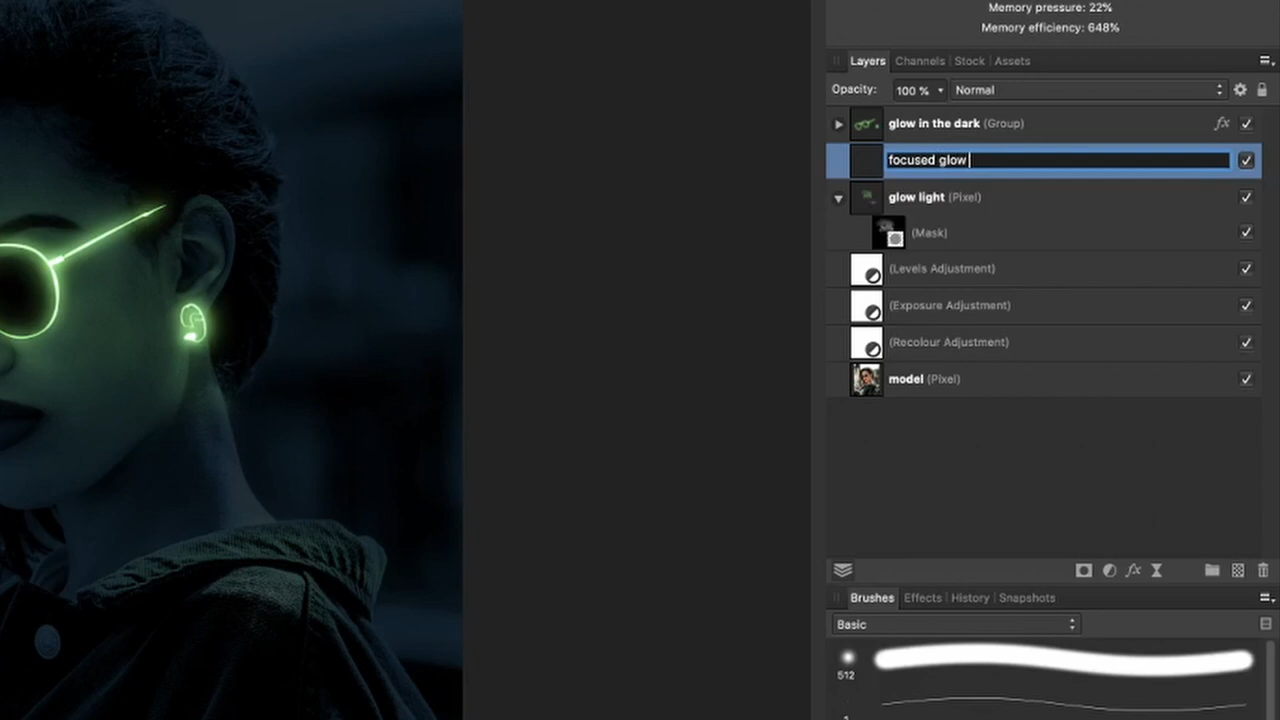 Memory pressure: 22%
Memory efficiency: 648%
Layers Channels Stock Assets
Opacity: 100 % Normal
glow in the dark (Group) fx
focused glow
glow light (Pixel)
(Mask)
(Levels Adjustment)
(Exposure Adjustment)
(Recolour Adjustment)
model (Pixel)
fx
Brushes Effects History Snapshots
Basic
512